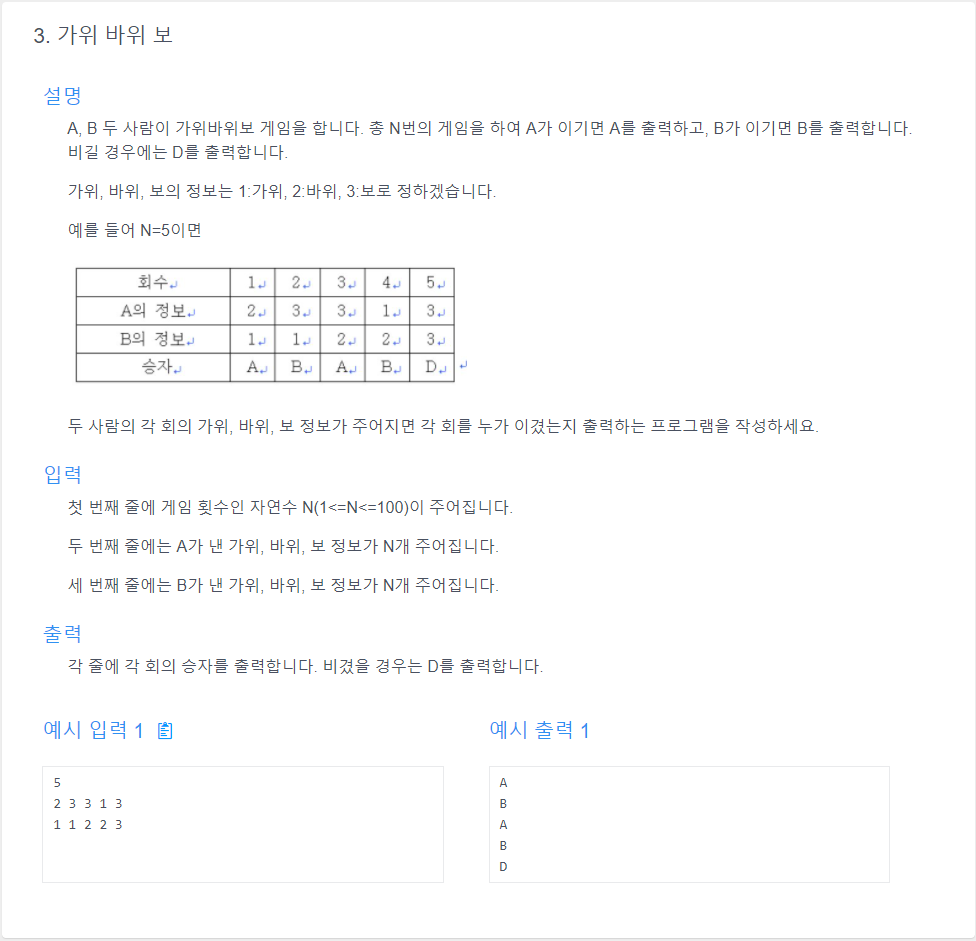 3. 가위 바위 보
설명
A, B 두 사람이 가위바위보 게임을 합니다. 총 N번의 게임을 하여 A가 이기면 A를 출력하고, B가 이기면 B를 출력합니다.
비길 경우에는 D를 출력합니다.
가위, 바위, 보의 정보는 1:가위, 2:바위, 3:보로 정하겠습니다.
예를 들어 N=5이면
회수↵ 1↵ 2↵ 3↵ 4↵ 5↵
A의 정보↵ 2↵ 3↵ 3↵ 1↵ 3↵
B의 정보↵ 1↵ 1↵ 2↵ 2↵ 3↵
승자↵ A↵ B↵ A↵ B↵ D↵ ↵
두 사람의 각 회의 가위, 바위, 보 정보가 주어지면 각 회를 누가 이겼는지 출력하는 프로그램을 작성하세요.
입력
첫 번째 줄에 게임 횟수인 자연수 N(1<=N<=100)이 주어집니다.
두 번째 줄에는 A가 낸 가위, 바위, 보 정보가 N개 주어집니다.
세 번째 줄에는 B가 낸 가위, 바위, 보 정보가 N개 주어집니다.
출력
각 줄에 각 회의 승자를 출력합니다. 비겼을 경우는 D를 출력합니다.
예시 입력 1
5
2 3 3 1 3
1 1 2 2 3
예시 출력 1
A
B
A
B
D